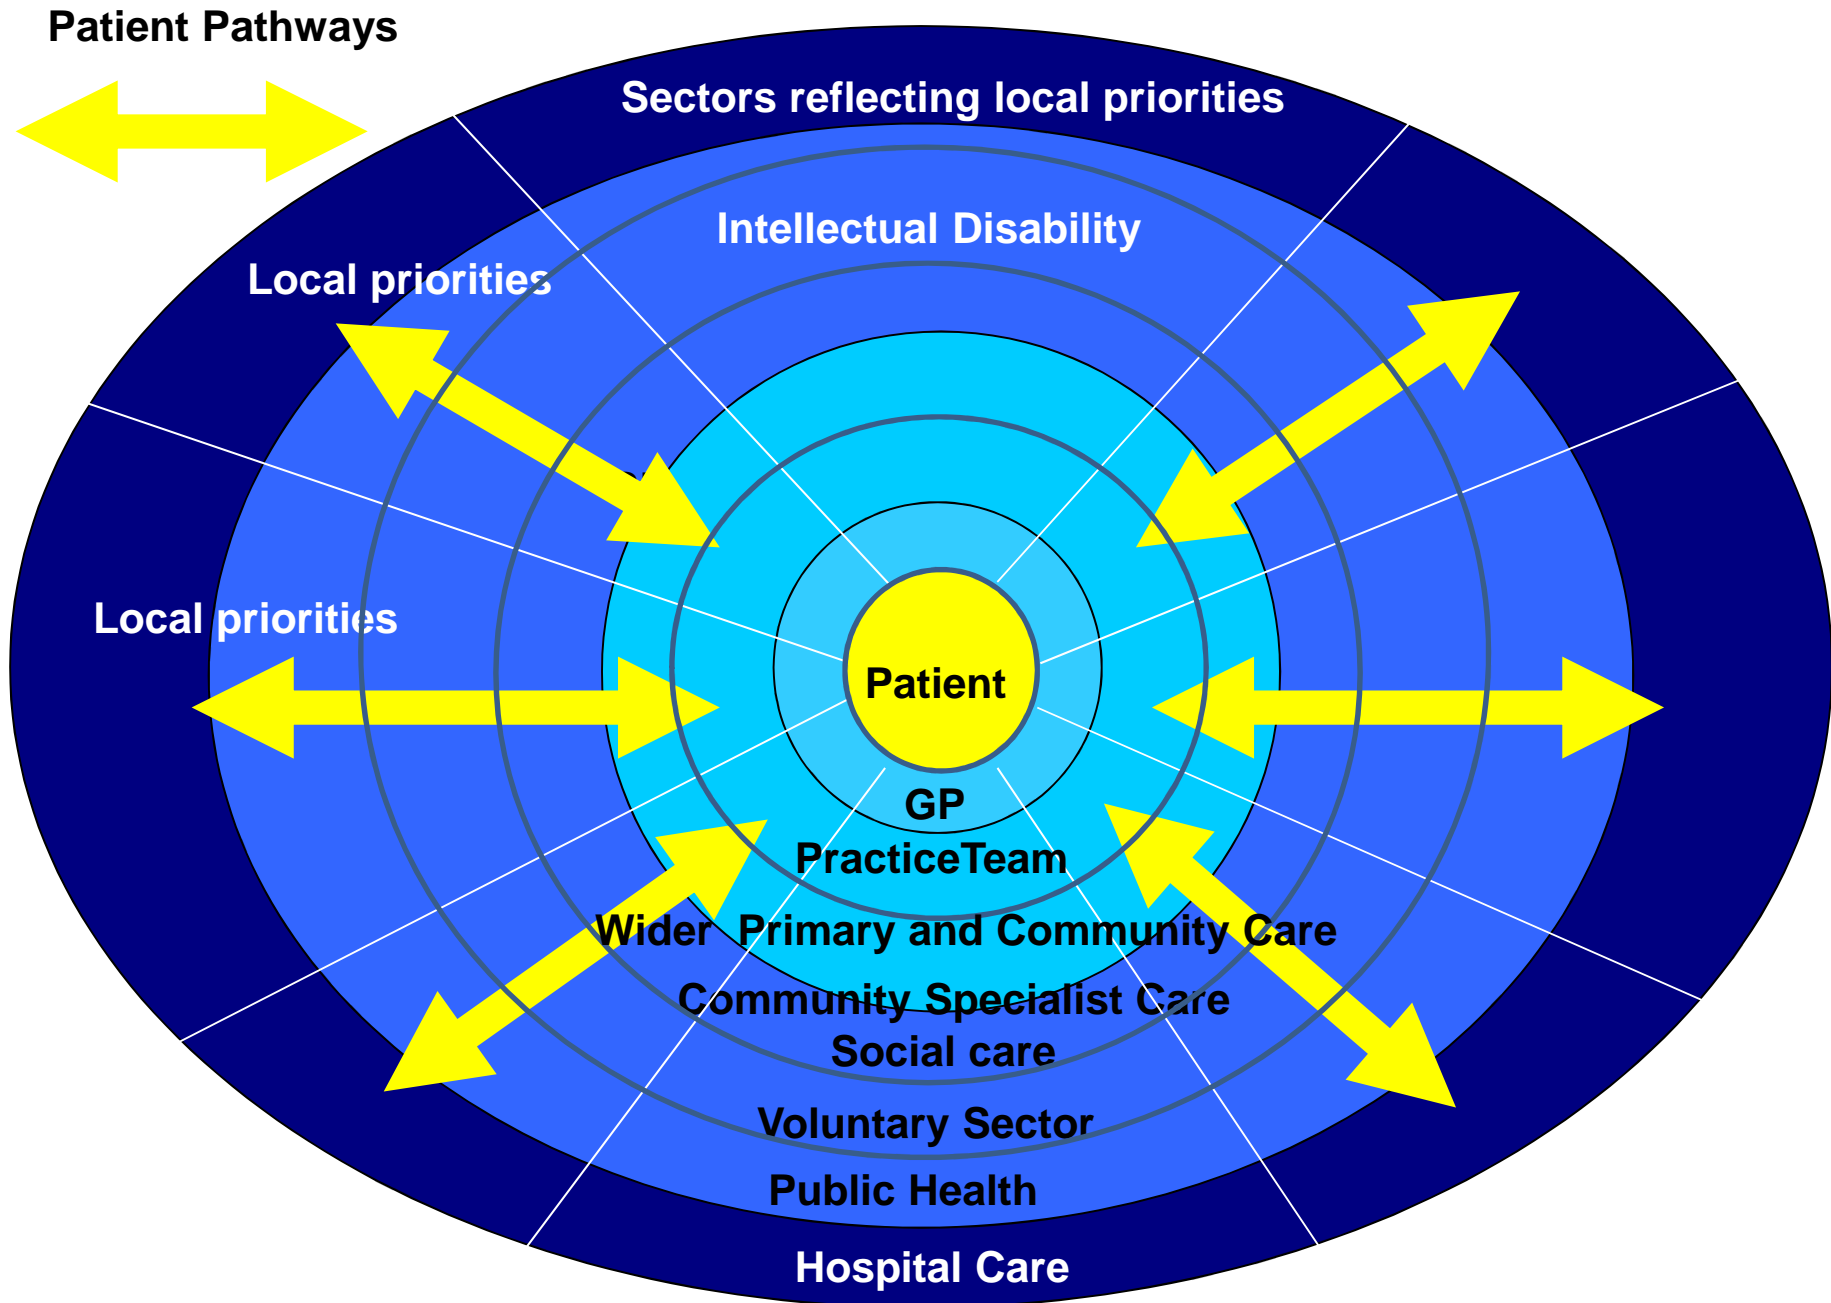 Patient Pathways
Sectors reflecting local priorities
Intellectual Disability
Local priorities
Local priorities
Patient
GP
PracticeTeam
Wider Primary and Community Care
Community Specialist Care
Social care
Voluntary Sector
Public Health
Hospital Care